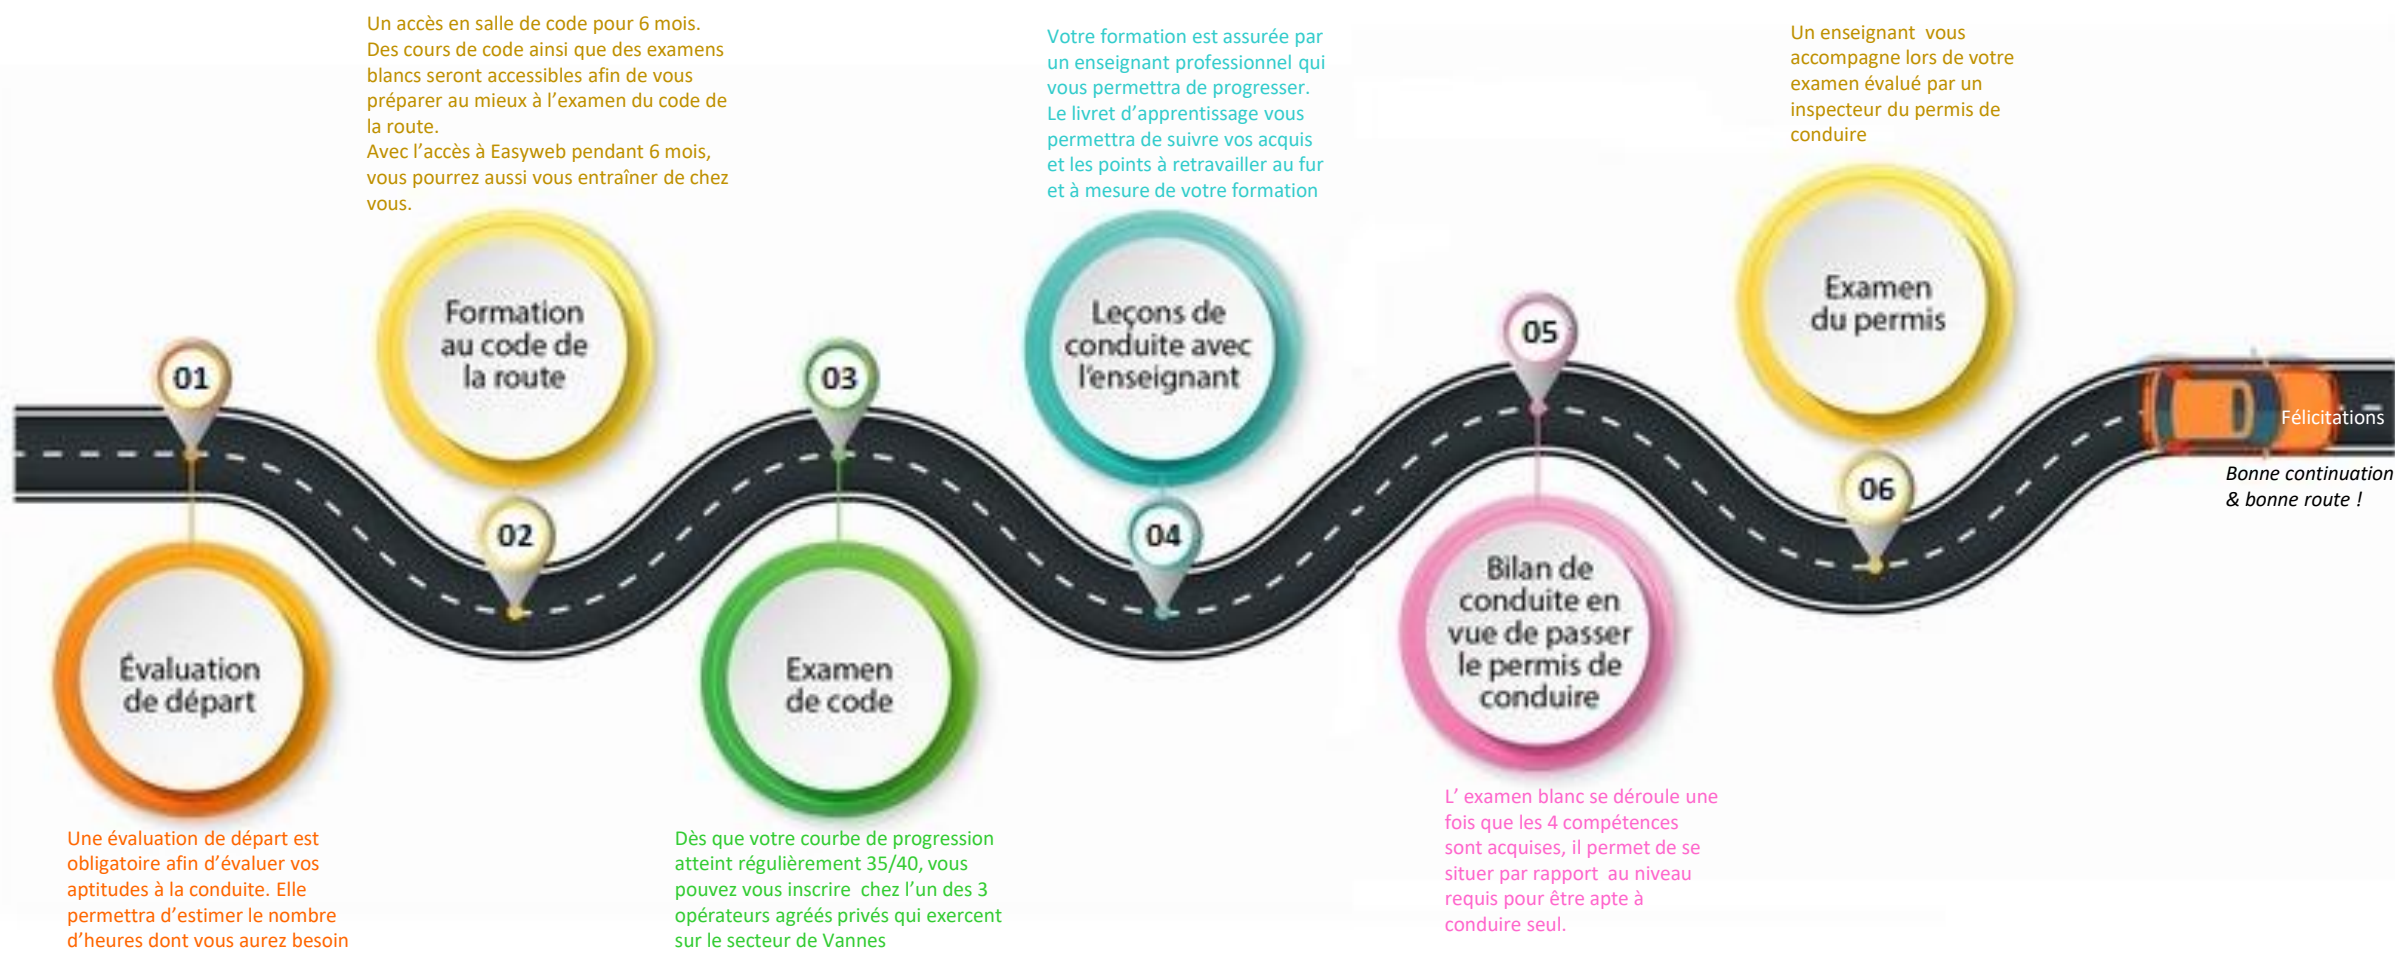 Un accès en salle de code pour 6 mois.
Des cours de code ainsi que des examens
blancs seront accessibles afin de vous
préparer au mieux à l’examen du code de
la route.
Avec l’accès à Easyweb pendant 6 mois,
vous pourrez aussi vous entraîner de chez
vous.
Votre formation est assurée par
un enseignant professionnel qui
vous permettra de progresser.
Le livret d’apprentissage vous
permettra de suivre vos acquis
et les points à retravailler au fur
et à mesure de votre formation
Un enseignant  vous
accompagne lors de votre
examen évalué par un
inspecteur du permis de
conduire
01
Évaluation
de départ
Une évaluation de départ est
obligatoire afin d’évaluer vos
aptitudes à la conduite. Elle
permettra d’estimer le nombre
d’heures dont vous aurez besoin
Formation
au code de
la route
02
03
Examen
de code
Dès que votre courbe de progression
atteint régulièrement 35/40, vous
pouvez vous inscrire  chez l’un des 3
opérateurs agréés privés qui exercent
sur le secteur de Vannes
Leçons de
conduite avec
l’enseignant
04
05
Bilan de
conduite en
vue de passer
le permis de
conduire
L’ examen blanc se déroule une
fois que les 4 compétences
sont acquises, il permet de se
situer par rapport  au niveau
requis pour être apte à
conduire seul.
Examen
du permis
06
Félicitations
Bonne continuation
& bonne route !